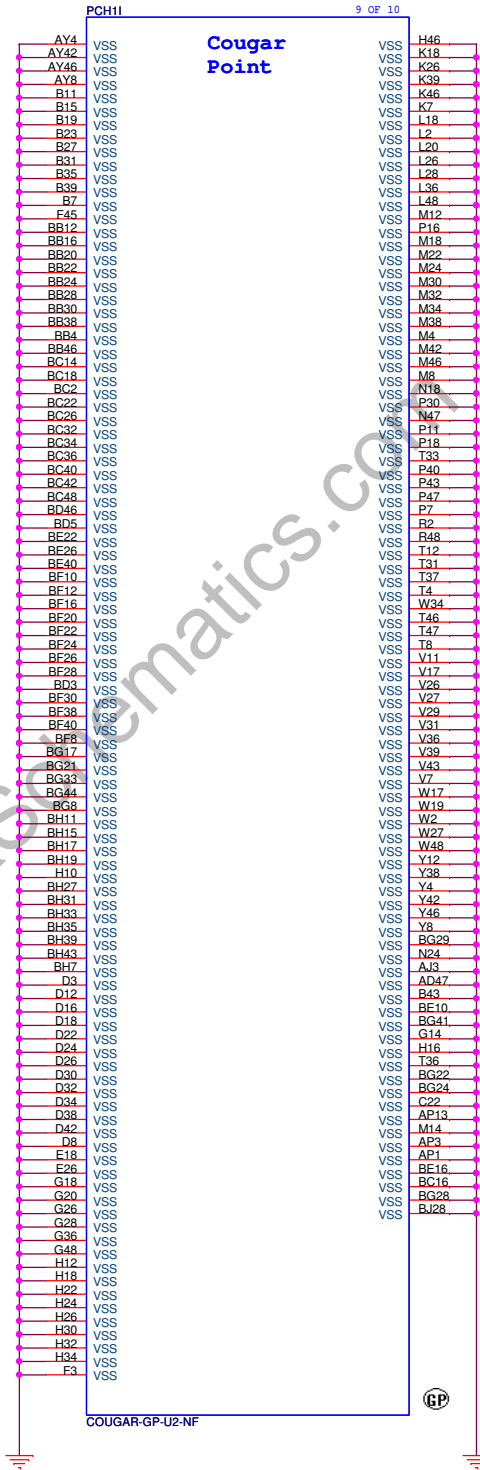 PCH1I 9 OF 10
Cougar
Point
AY4 VSS VSS H46
AY42 VSS VSS K18
AY46 VSS VSS K26
AY8 VSS VSS K39
B11 VSS VSS K46
B15 VSS VSS K7
B19 VSS VSS L18
B23 VSS VSS L2
B27 VSS VSS L20
B31 VSS VSS L26
B35 VSS VSS L28
B39 VSS VSS L36
B7 VSS VSS L48
F45 VSS VSS M12
BB12 VSS VSS P16
BB16 VSS VSS M18
BB20 VSS VSS M22
BB22 VSS VSS M24
BB24 VSS VSS M30
BB28 VSS VSS M32
BB30 VSS VSS M34
BB38 VSS VSS M38
BB4 VSS VSS M4
BB46 VSS VSS M42
BC14 VSS VSS M46
BC18 VSS VSS M8
BC2 VSS VSS N18
BC22 VSS VSS P30
BC26 VSS VSS N47
BC32 VSS VSS P11
BC34 VSS VSS P18
BC36 VSS VSS T33
BC40 VSS VSS P40
BC42 VSS VSS P43
BC48 VSS VSS P47
BD46 VSS VSS P7
BD5 VSS VSS R2
BE22 VSS VSS R48
BE26 VSS VSS T12
BE40 VSS VSS T31
BF10 VSS VSS T37
BF12 VSS VSS T4
BF16 VSS VSS W34
BF20 VSS VSS T46
BF22 VSS VSS T47
BF24 VSS VSS T8
BF26 VSS VSS V11
BF28 VSS VSS V17
BD3 VSS VSS V26
BF30 VSS VSS V27
BF38 VSS VSS V29
BF40 VSS VSS V31
BF8 VSS VSS V36
BG17 VSS VSS V39
BG21 VSS VSS V43
BG33 VSS VSS V7
BG44 VSS VSS W17
BG8 VSS VSS W19
BH11 VSS VSS W2
BH15 VSS VSS W27
BH17 VSS VSS W48
BH19 VSS VSS Y12
H10 VSS VSS Y38
BH27 VSS VSS Y4
BH31 VSS VSS Y42
BH33 VSS VSS Y46
BH35 VSS VSS Y8
BH39 VSS VSS BG29
BH43 VSS VSS N24
BH7 VSS VSS AJ3
D3 VSS VSS AD47
D12 VSS VSS B43
D16 VSS VSS BE10
D18 VSS VSS BG41
D22 VSS VSS G14
D24 VSS VSS H16
D26 VSS VSS T36
D30 VSS VSS BG22
D32 VSS VSS BG24
D34 VSS VSS C22
D38 VSS VSS AP13
D42 VSS VSS M14
D8 VSS VSS AP3
E18 VSS VSS AP1
E26 VSS VSS BE16
G18 VSS VSS BC16
G20 VSS VSS BG28
G26 VSS VSS BJ28
G28 VSS
G36 VSS
G48 VSS
H12 VSS
H18 VSS
H22 VSS
H24 VSS
H26 VSS
H30 VSS
H32 VSS
H34 VSS
F3 VSS
GP
COUGAR-GP-U2-NF
Schematics.com